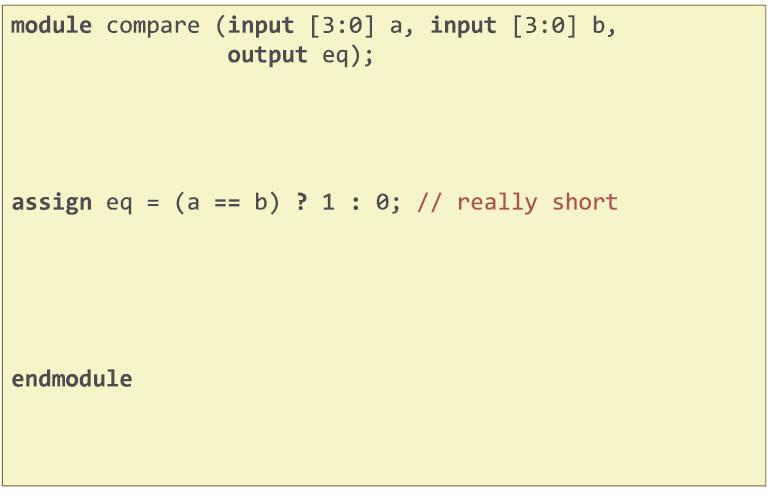 module compare (input [3:0] a, input [3:0] b,
output eq);
assign eq = (a == b) ? 1 : 0; // really short
endmodule